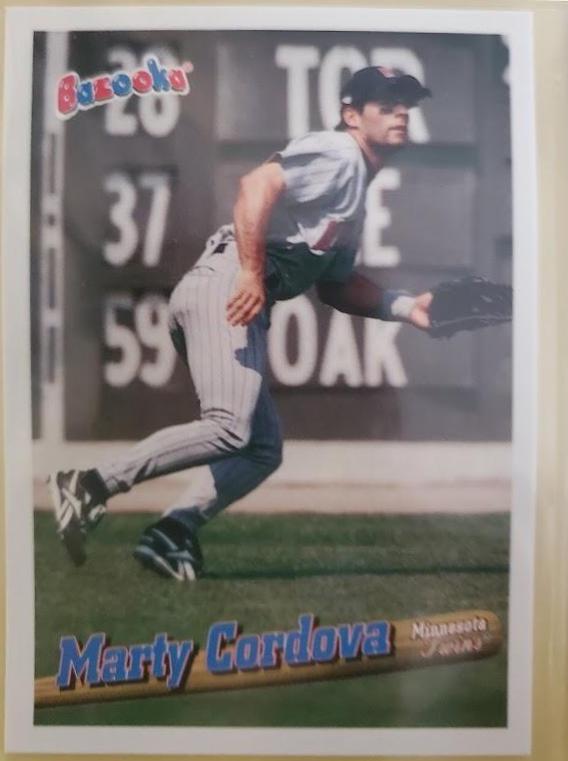 Bazooka
28 TOR
37
59 OAK
Marty Cordova
Minnesota
Twins